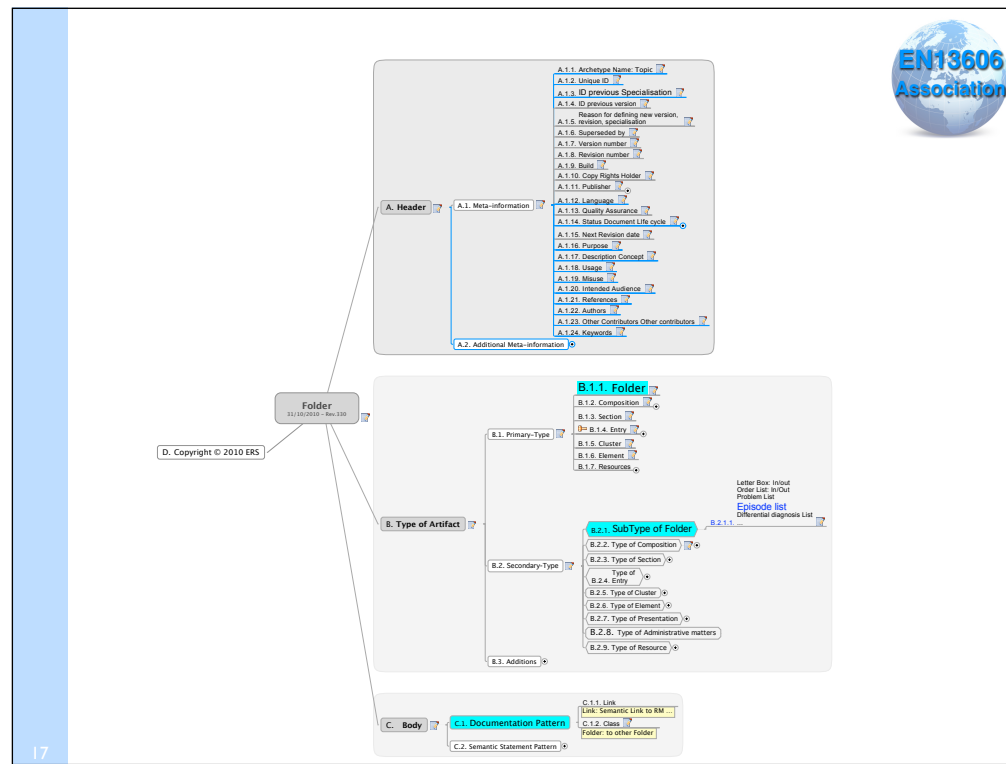 EN13606
Association
A.1.1. Archetype Name: Topic
A.1.2. Unique ID
A.1.3. ID previous Specialisation
A.1.4. ID previous version
Reason for defining new version,
A.1.5. revision, specialisation
A.1.6. Superseded by
A.1.7. Version number
A.1.8. Revision number
A.1.9. Build
A.1.10. Copy Rights Holder
A.1.11. Publisher
A. Header
A.1. Meta-information
A.1.12. Language
A.1.13. Quality Assurance
A.1.14. Status Document LIfe cycle
A.1.15. Next Revision date
A.1.16. Purpose
A.1.17. Description Concept
A.1.18. Usage
A.1.19. Misuse
A.1.20. Intended Audience
A.1.21. References
A.1.22. Authors
A.1.23. Other Contributors Other contributors
A.1.24. Keywords
A.2. Additional Meta-information
Folder
31/10/2010 - Rev.330
D. Copyright © 2010 ERS
B.1.1. Folder
B.1.2. Composition
B.1.3. Section
B.1. Primary-Type
B.1.4. Entry
B.1.5. Cluster
B.1.6. Element
B.1.7. Resources
B. Type of Artifact
Letter Box: In/out
Order List: In/Out
Problem List
Episode list
Differential diagnosis List
B.2.1.1. ...
B.2.1. SubType of Folder
B.2.2. Type of Composition
B.2.3. Type of Section
B.2. Secondary-Type
Type of
B.2.4. Entry
B.2.5. Type of Cluster
B.2.6. Type of Element
B.2.7. Type of Presentation
B.2.8. Type of Administrative matters
B.2.9. Type of Resource
B.3. Additions
C. Body
C.1. Documentation Pattern
C.1.1. Link
Link: Semantic Link to RM ...
C.1.2. Class
Folder: to other Folder
C.2. Semantic Statement Pattern
17